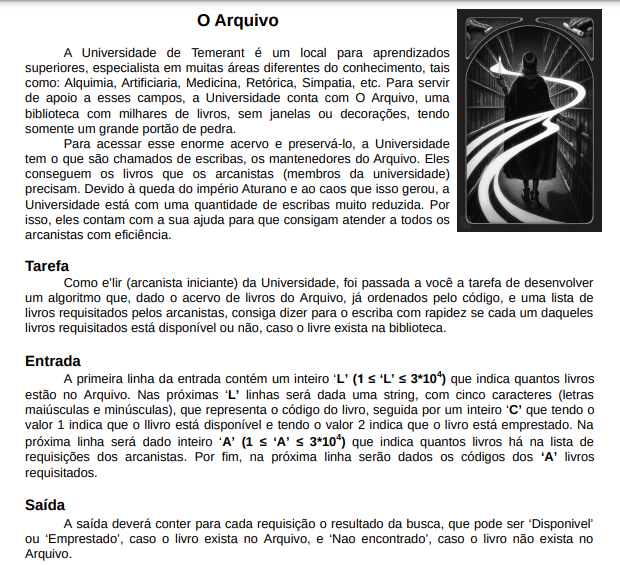 O Arquivo
A Universidade de Temerant é um local para aprendizados
superiores, especialista em muitas áreas diferentes do conhecimento, tais
como: Alquimia, Artificiaria, Medicina, Retórica, Simpatia, etc. Para servir
de apoio a esses campos, a Universidade conta com O Arquivo, uma
biblioteca com milhares de livros, sem janelas ou decorações, tendo
somente um grande portão de pedra.
Para acessar esse enorme acervo e preservá-lo, a Universidade
tem o que são chamados de escribas, os mantenedores do Arquivo. Eles
conseguem os livros que os arcanistas (membros da universidade)
precisam. Devido à queda do império Aturano e ao caos que isso gerou, a
Universidade está com uma quantidade de escribas muito reduzida. Por
isso, eles contam com a sua ajuda para que consigam atender a todos os
arcanistas com eficiência.
Tarefa
Como e'lir (arcanista iniciante) da Universidade, foi passada a você a tarefa de desenvolver
um algoritmo que, dado o acervo de livros do Arquivo, já ordenados pelo código, e uma lista de
livros requisitados pelos arcanistas, consiga dizer para o escriba com rapidez se cada um daqueles
livros requisitados está disponível ou não, caso o livre exista na biblioteca.
Entrada
A primeira linha da entrada contém um inteiro 'L' (1 ≤ 'L' ≤ 3*10⁴) que indica quantos livros
estão no Arquivo. Nas próximas 'L' linhas será dada uma string, com cinco caracteres (letras
maiúsculas e minúsculas), que representa o código do livro, seguida por um inteiro 'C' que tendo o
valor 1 indica que o llivro está disponível e tendo o valor 2 indica que o livro está emprestado. Na
próxima linha será dado inteiro 'A' (1 ≤ 'A' ≤ 3*10⁴) que indica quantos livros há na lista de
requisições dos arcanistas. Por fim, na próxima linha serão dados os códigos dos 'A' livros
requisitados.
Saída
A saída deverá conter para cada requisição o resultado da busca, que pode ser 'Disponivel'
ou 'Emprestado', caso o livro exista no Arquivo, e 'Nao encontrado', caso o livro não exista no
Arquivo.